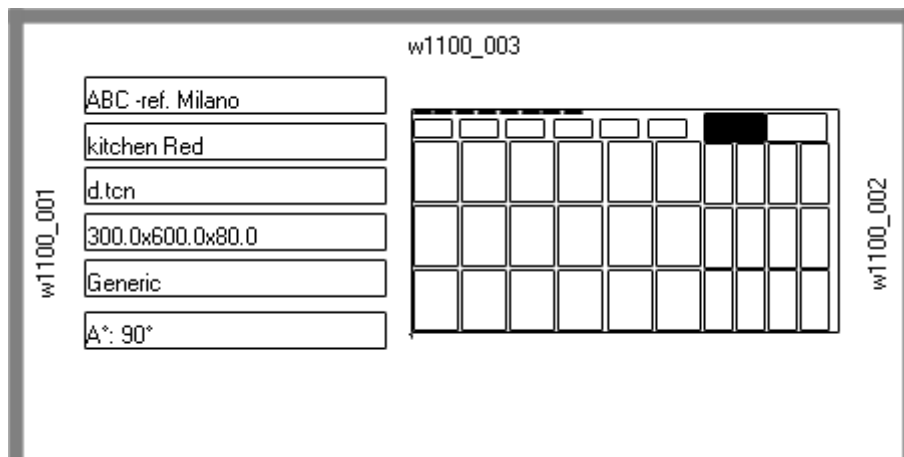 w1100_003
ABC -ref. Milano
kitchen Red
d.tcn
300.0x600.0x80.0
Generic
A°: 90°
w1100_001
w1100_002